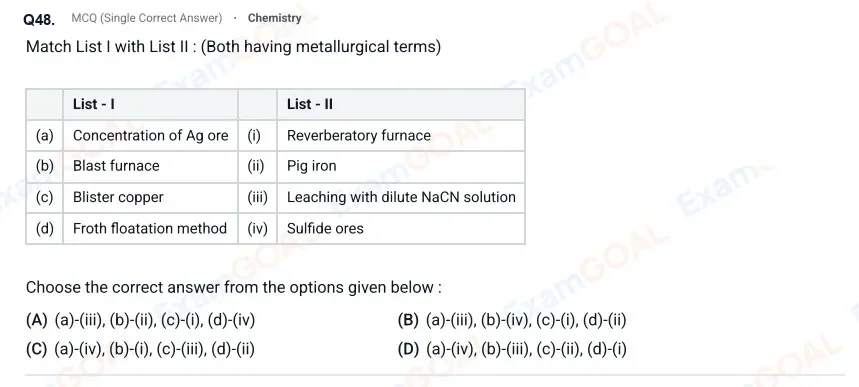 Q48. MCQ (Single Correct Answer) · Chemistry
Match List I with List II : (Both having metallurgical terms)
List - I List - II
(a) Concentration of Ag ore (i) Reverberatory furnace
(b) Blast furnace (ii) Pig iron
(c) Blister copper (iii) Leaching with dilute NaCN solution
(d) Froth floatation method (iv) Sulfide ores
Choose the correct answer from the options given below :
(A) (a)-(iii), (b)-(ii), (c)-(i), (d)-(iv) (B) (a)-(iii), (b)-(iv), (c)-(i), (d)-(ii)
(C) (a)-(iv), (b)-(i), (c)-(iii), (d)-(ii) (D) (a)-(iv), (b)-(iii), (c)-(ii), (d)-(i)